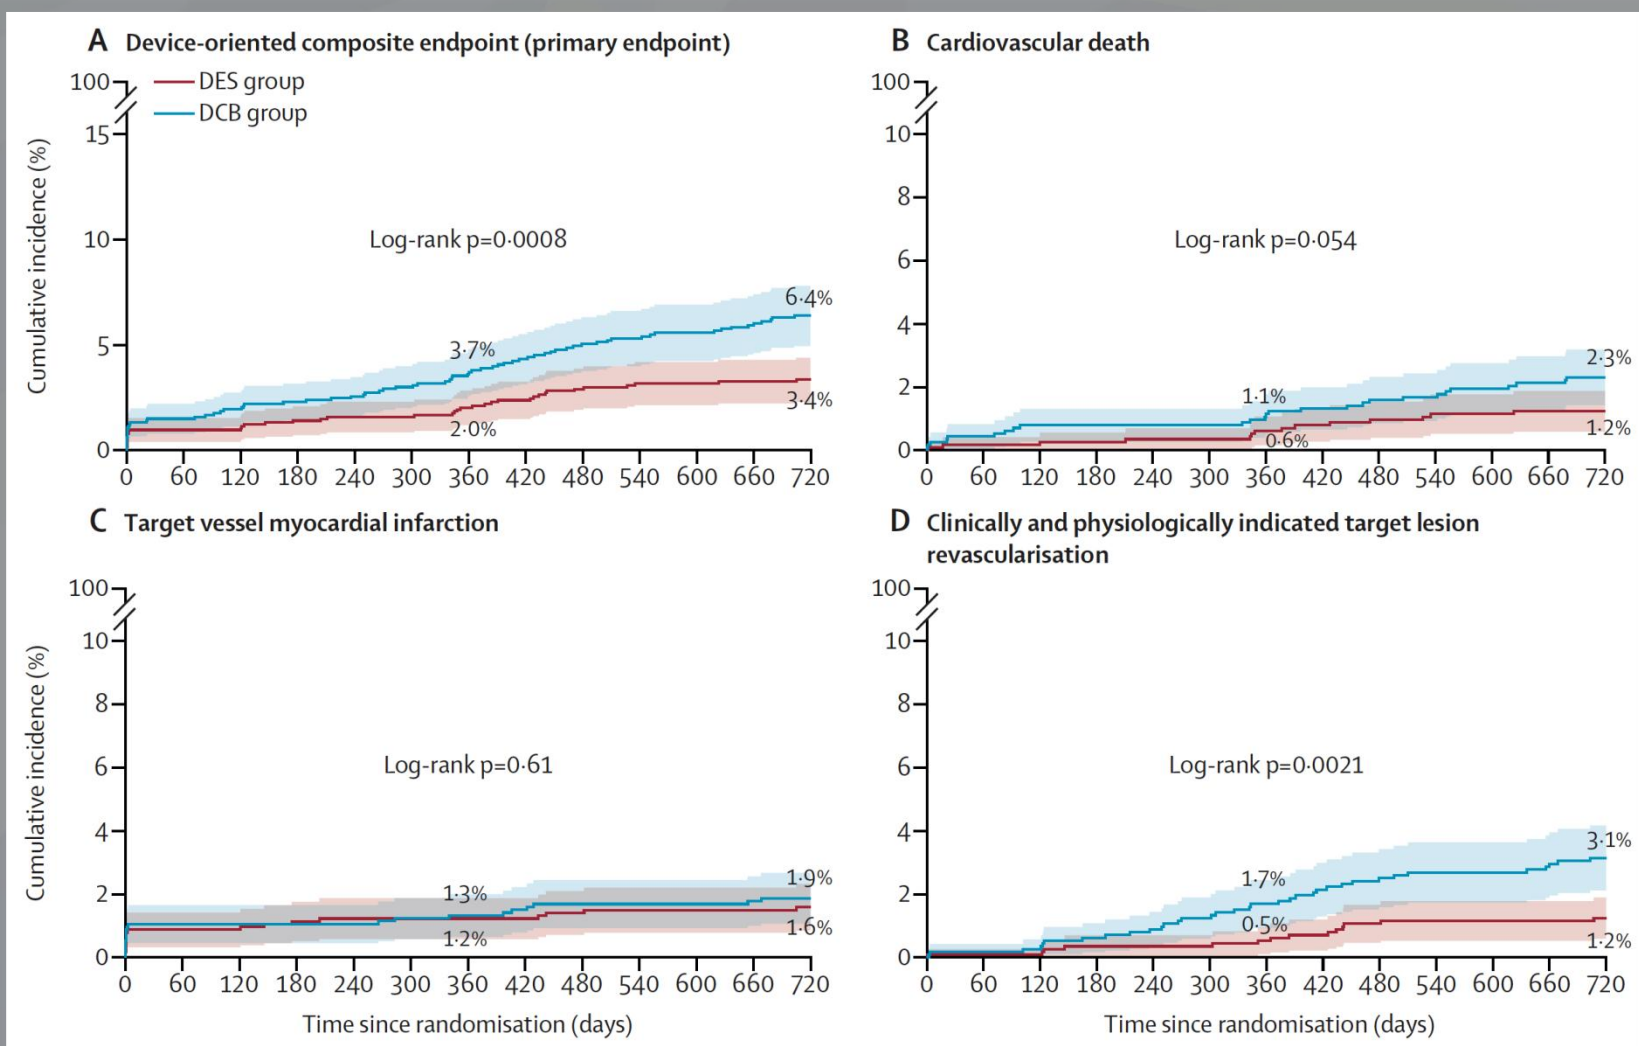 A Device-oriented composite endpoint (primary endpoint)
100
DES group
DCB group
15
10
5
0
Cumulative incidence (%)
Log-rank p=0·0008
3·7%
2·0%
6·4%
3·4%
0 60 120 180 240 300 360 420 480 540 600 660 720
B Cardiovascular death
100
10
8
6
4
2
0
Log-rank p=0·054
1·1%
0·6%
2·3%
1·2%
0 60 120 180 240 300 360 420 480 540 600 660 720
C Target vessel myocardial infarction
100
10
8
6
4
2
0
Cumulative incidence (%)
Log-rank p=0·61
1·3%
1·2%
1·9%
1·6%
0 60 120 180 240 300 360 420 480 540 600 660 720
Time since randomisation (days)
D Clinically and physiologically indicated target lesion
revascularisation
100
10
8
6
4
2
0
Log-rank p=0·0021
1·7%
0·5%
3·1%
1·2%
0 60 120 180 240 300 360 420 480 540 600 660 720
Time since randomisation (days)